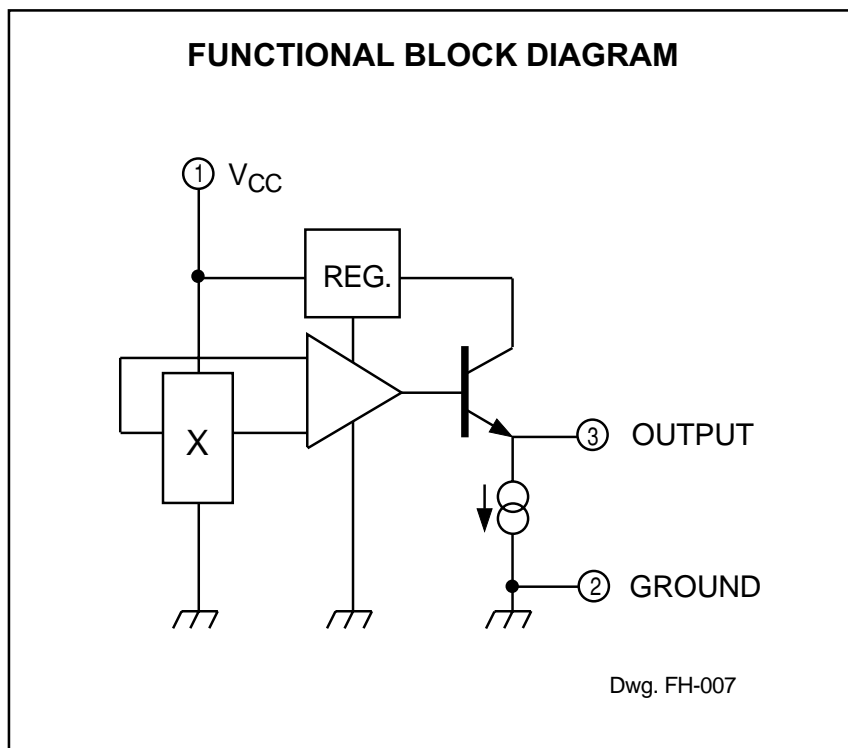 FUNCTIONAL BLOCK DIAGRAM
1 VCC
REG.
X
3 OUTPUT
2 GROUND
Dwg. FH-007